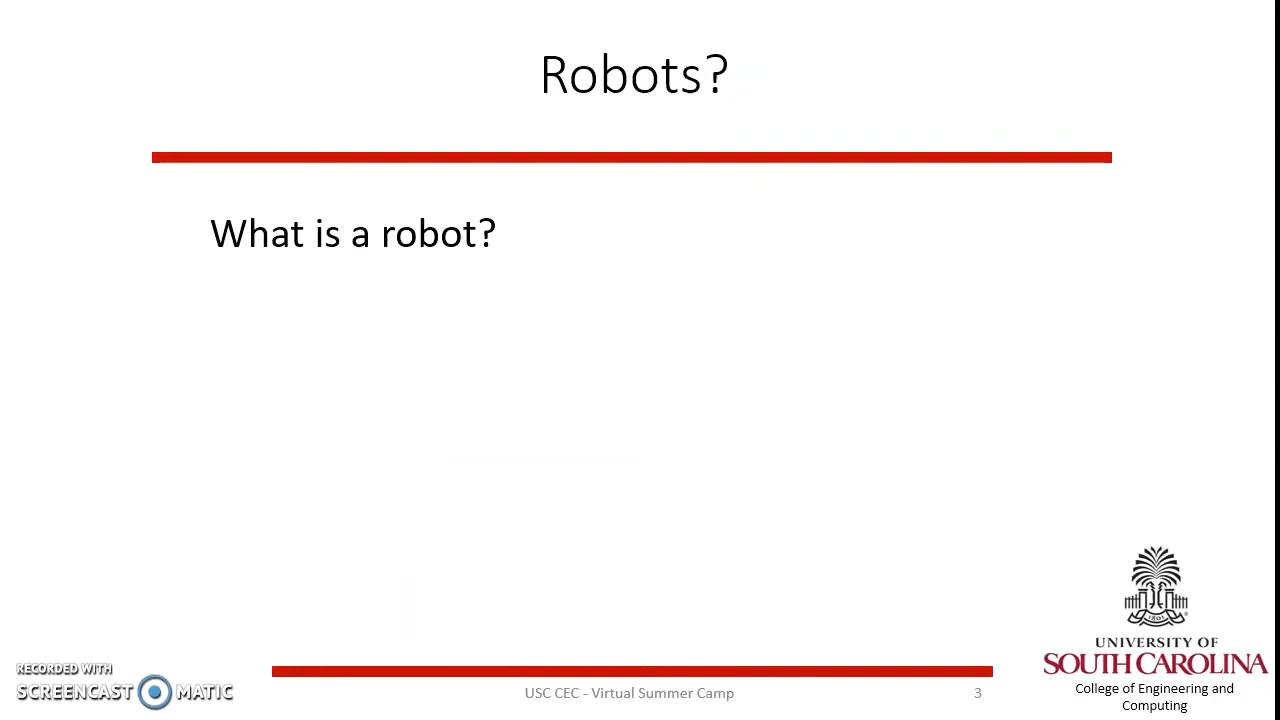 Robots?
What is a robot?
1801
UNIVERSITY OF
SOUTH CAROLINA
College of Engineering and
Computing
RECORDED WITH
SCREENCAST MATIC
USC CEC - Virtual Summer Camp
3